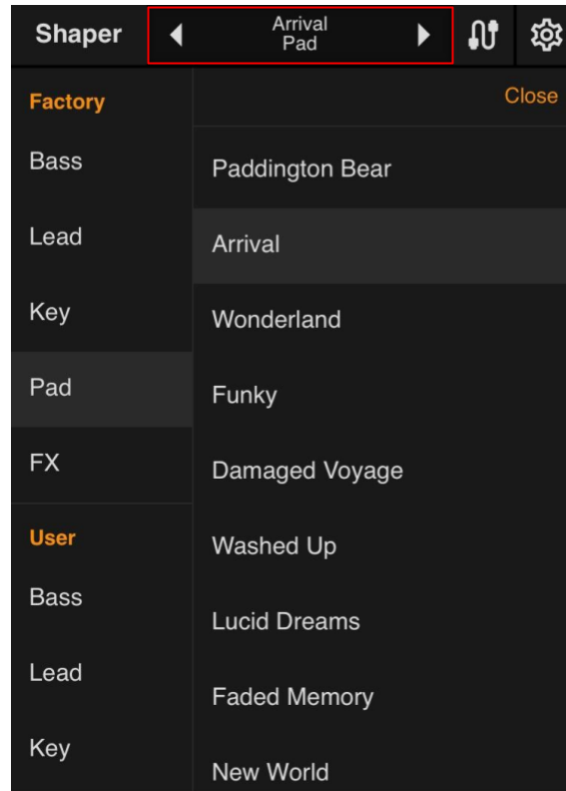 Shaper
Arrival
Pad
Factory
Bass
Lead
Key
Pad
FX
User
Bass
Lead
Key
Close
Paddington Bear
Arrival
Wonderland
Funky
Damaged Voyage
Washed Up
Lucid Dreams
Faded Memory
New World